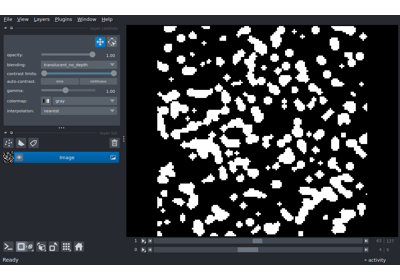 File View Plugins Window Help
opacity: 1.00
blending: translucent_no_depth
contrast limits:
auto-contrast: once continuous
gamma: 1.00
colormap: gray
interpolation: nearest
Image
1
0
Ready activity